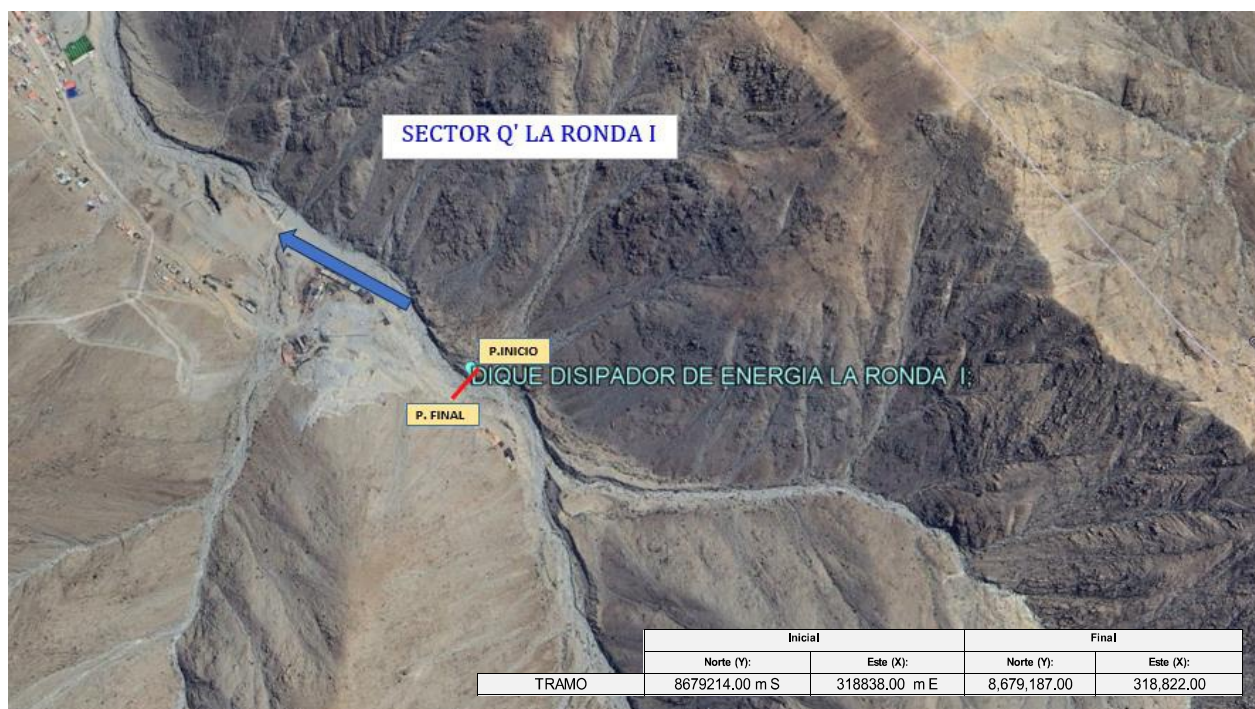 SECTOR Q' LA RONDA I
P.INICIO
DIQUE DISIPADOR DE ENERGIA LA RONDA I;
P. FINAL
Inicial Final
Norte (Y): Este (X): Norte (Y): Este (X):
TRAMO 8679214.00 m S 318838.00 m E 8,679,187.00 318,822.00